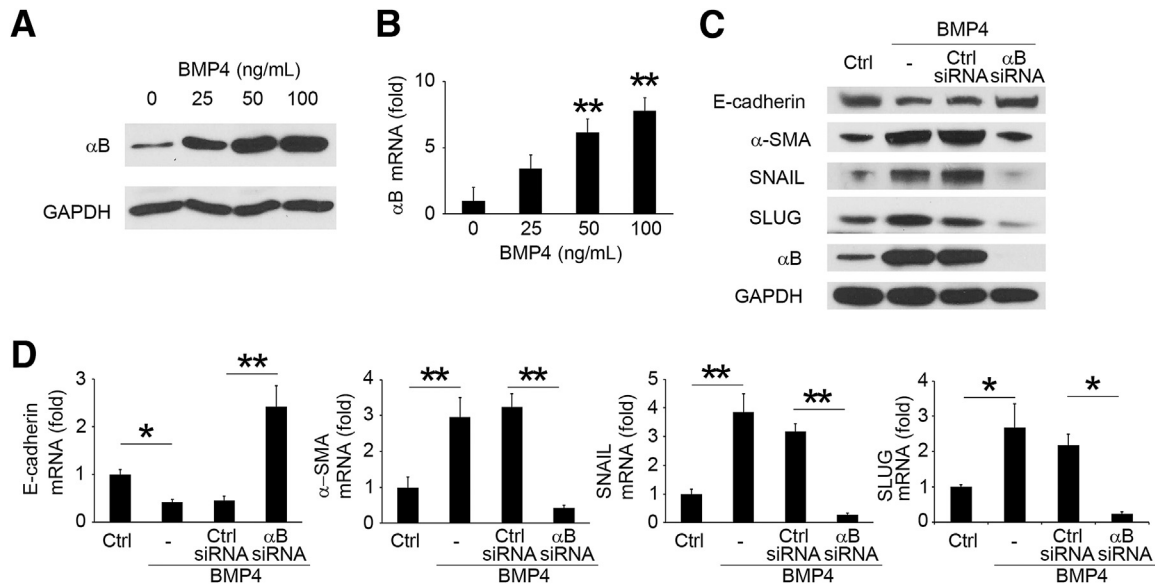 A
BMP4 (ng/mL)
0 25 50 100
αB
GAPDH
B
αB mRNA (fold)
10
5
0
** **
0 25 50 100
BMP4 (ng/mL)
C
BMP4
Ctrl - Ctrl siRNA αB siRNA
E-cadherin
α-SMA
SNAIL
SLUG
αB
GAPDH
D
E-cadherin
mRNA (fold)
3
2
1
0
* **
Ctrl - Ctrl siRNA αB siRNA
BMP4
α–SMA
mRNA (fold)
4
3
2
1
0
** **
Ctrl - Ctrl siRNA αB siRNA
BMP4
SNAIL
mRNA (fold)
5
4
3
2
1
0
** **
Ctrl - Ctrl siRNA αB siRNA
BMP4
SLUG
mRNA (fold)
4
3
2
1
0
* *
Ctrl - Ctrl siRNA αB siRNA
BMP4